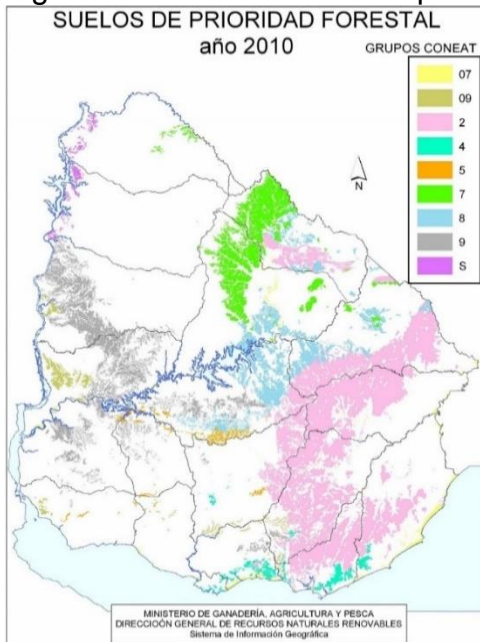 SUELOS DE PRIORIDAD FORESTAL
año 2010
GRUPOS CONEAT
07
09
2
4
5
7
8
9
S
N
MINISTERIO DE GANADERÍA, AGRICULTURA Y PESCA
DIRECCIÓON GENERAL DE RECURSOS NATURALES RENOVABLES
Sistema de Información Geográfica